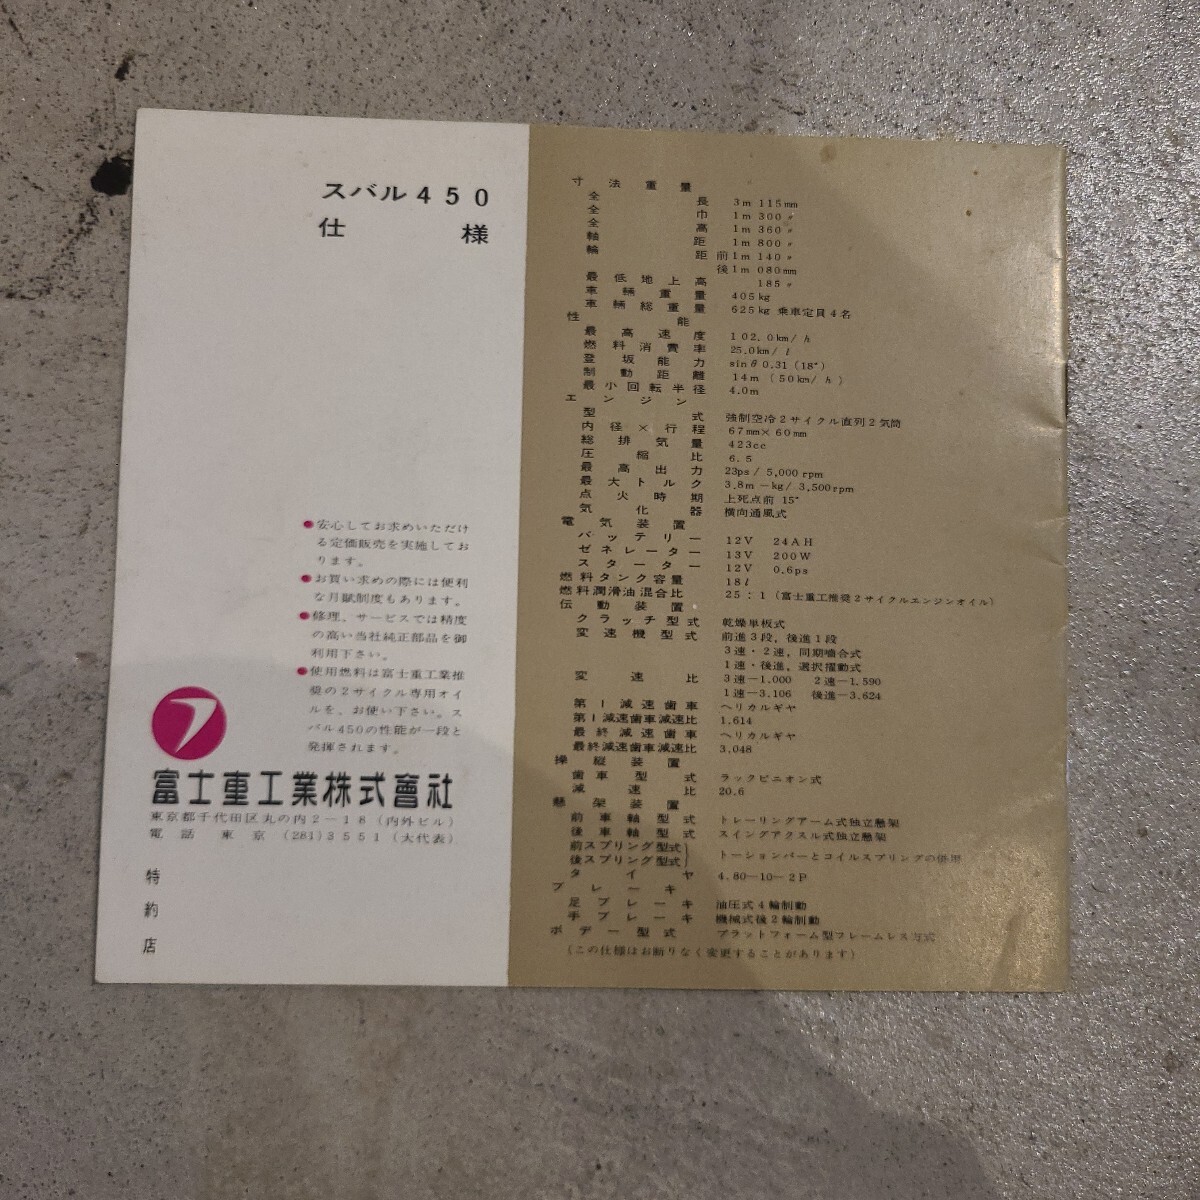 スバル450
仕様
●安心してお求めいただけ
る定価販売を実施してお
ります。
●お買い求めの際には便利
な月賦制度もあります。
●修理、サービスでは精度
の高い当社純正部品を御
利用下さい。
●使用燃料は富士重工業推
奨の2サイクル専用オイ
ルを、お使い下さい。ス
バル450の性能が一段と
発揮されます。
富士重工業株式會社
東京都千代田区丸の内2-18(内外ビル)
電話 東京 (281)3551(大代表)
特約店
寸法重量
全長 3m 115mm
全巾 1m 300〃
全高 1m 360〃
軸距 1m 800〃
輪距 前1m 140〃
後1m 080mm
最低地上高 185〃
車輛重量 405kg
車輛総重量 625kg 乗車定員4名
性能
最高速度 102.0km/h
燃料消費率 25.0km/l
登坂能力 sinθ0.31(18°)
制動距離 14m(50km/h)
最小回転半径 4.0m
エンジン
型式 強制空冷2サイクル直列2気筒
内径×行程 67mm×60mm
総排気量 423cc
圧縮比 6.5
最高出力 23ps/5,000rpm
最大トルク 3.8m-kg/3,500rpm
点火時期 上死点前 15°
気化器 横向通風式
電気装置
バッテリー 12V 24AH
ゼネレーター 13V 200W
スターター 12V 0.6ps
燃料タンク容量 18l
燃料潤滑油混合比 25:1(富士重工推奨2サイクルエンジンオイル)
伝動装置
クラッチ型式 乾燥単板式
変速機型式 前進3段,後進1段
3速・2速,同期噛合式
1速・後進,選択摺動式
変速比 3速-1.000 2速-1.590
1速-3.106 後進-3.624
第1減速歯車 ヘリカルギヤ
第1減速歯車減速比 1.614
最終減速歯車 ヘリカルギヤ
最終減速歯車減速比 3.048
操縦装置
歯車型式 ラックピニオン式
減速比 20.6
懸架装置
前車軸型式 トレーリングアーム式独立懸架
後車軸型式 スイングアクスル式独立懸架
前スプリング型式
後スプリング型式} トーションバーとコイルスプリングの併用
タイヤ 4.80-10-2P
ブレーキ
足ブレーキ 油圧式4輪制動
手ブレーキ 機械式後2輪制動
ボデー型式 プラットフォーム型フレームレス方式
(この仕様はお断りなく変更することがあります)